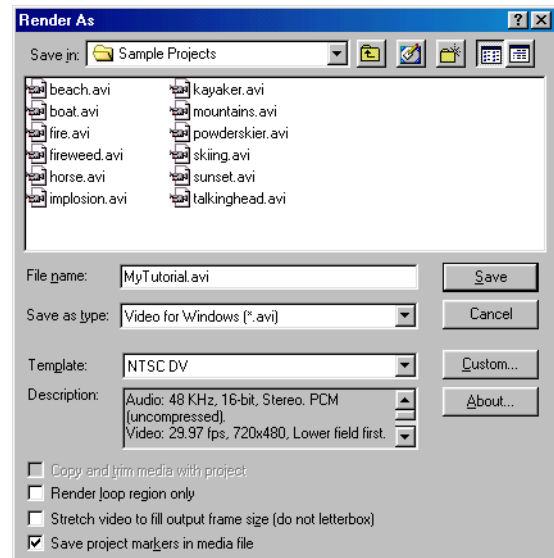 Render As
Save in: Sample Projects
beach.avi
boat.avi
fire.avi
fireweed.avi
horse.avi
implosion.avi
kayaker.avi
mountains.avi
powderskier.avi
skiing.avi
sunset.avi
talkinghead.avi
File name: MyTutorial.avi Save
Save as type: Video for Windows (*.avi) Cancel
Template: NTSC DV Custom...
Description: Audio: 48 KHz, 16-bit, Stereo. PCM About...
(uncompressed).
Video: 29.97 fps, 720x480, Lower field first.
Copy and trim media with project
Render loop region only
Stretch video to fill output frame size (do not letterbox)
Save project markers in media file